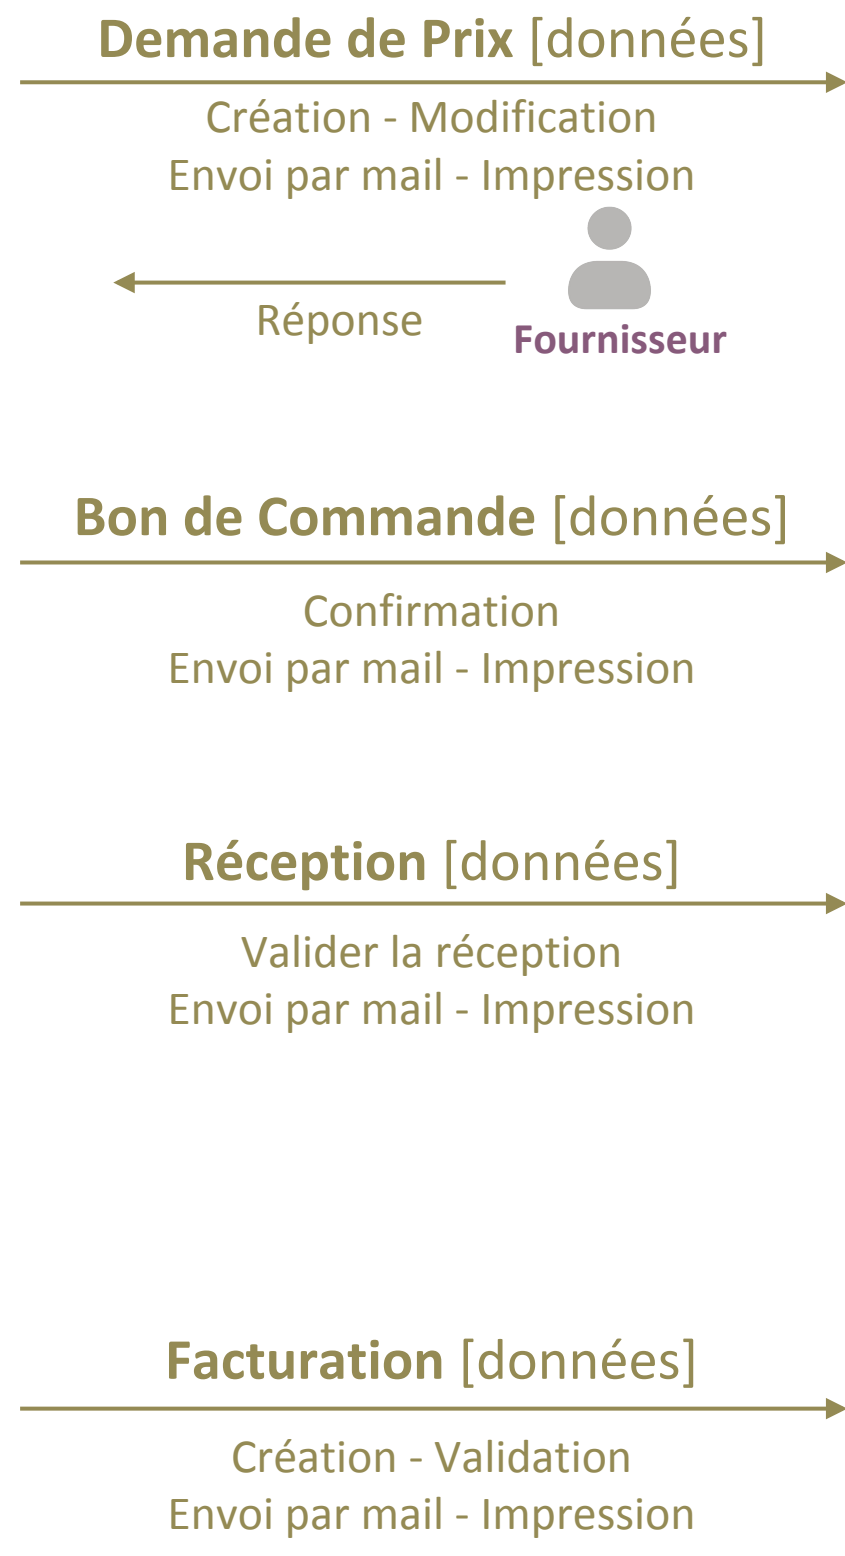 Demande de Prix [données]
Création - Modification
Envoi par mail - Impression
Réponse
Fournisseur
Bon de Commande [données]
Confirmation
Envoi par mail - Impression
Réception [données]
Valider la réception
Envoi par mail - Impression
Facturation [données]
Création - Validation
Envoi par mail - Impression